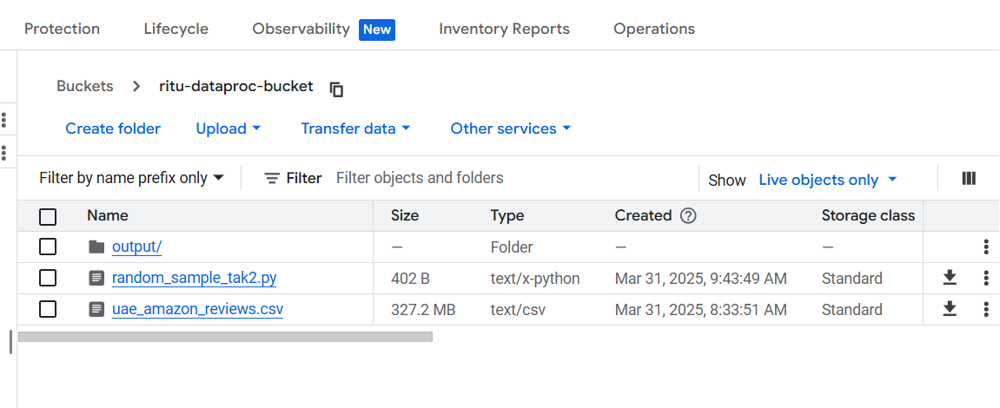 Protection Lifecycle Observability New Inventory Reports Operations
Buckets > ritu-dataproc-bucket
Create folder Upload Transfer data Other services
Filter by name prefix only Filter Filter objects and folders Show Live objects only
Name Size Type Created ? Storage class
output/ — Folder — —
random_sample_tak2.py 402 B text/x-python Mar 31, 2025, 9:43:49 AM Standard
uae_amazon_reviews.csv 327.2 MB text/csv Mar 31, 2025, 8:33:51 AM Standard